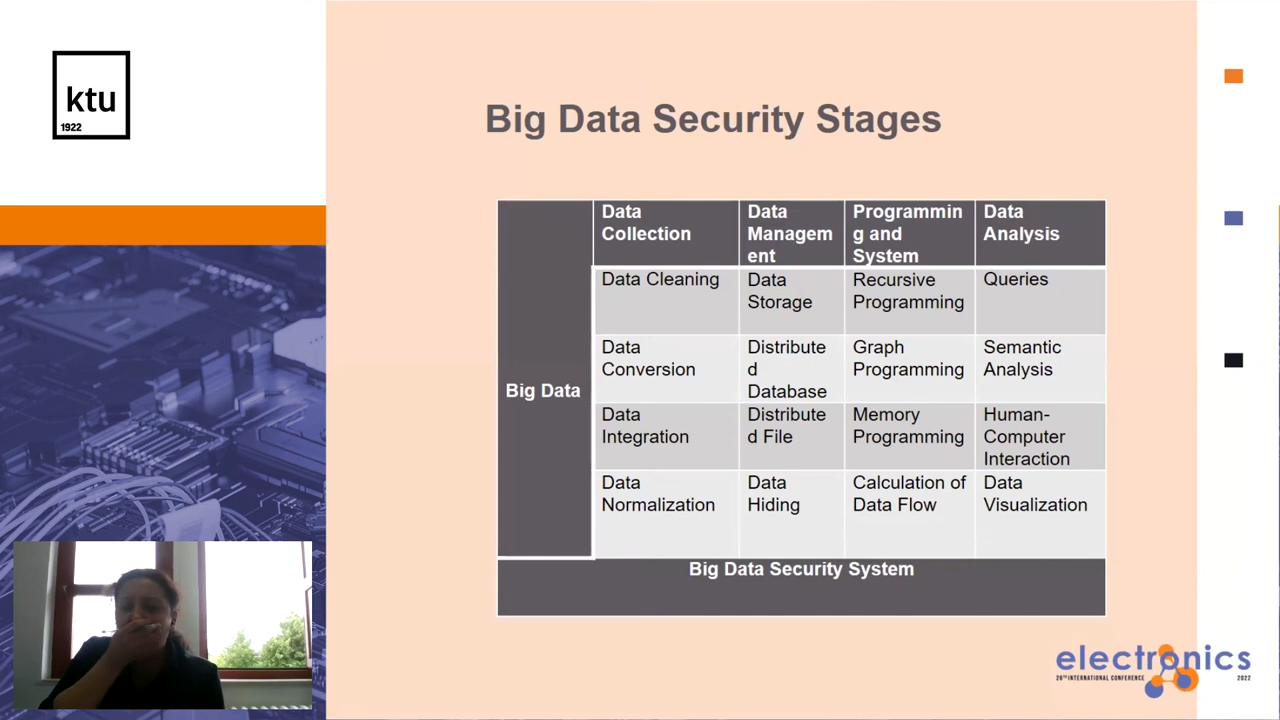 ktu
1922
Big Data Security Stages
Big Data
Data
Collection
Data
Managem
ent
Programmin
g and
System
Data
Analysis
Data Cleaning
Data
Storage
Recursive
Programming
Queries
Data
Conversion
Distribute
d
Database
Graph
Programming
Semantic
Analysis
Data
Integration
Distribute
d File
Memory
Programming
Human-
Computer
Interaction
Data
Normalization
Data
Hiding
Calculation of
Data Flow
Data
Visualization
Big Data Security System
electronics
26TH INTERNATIONAL CONFERENCE 2022